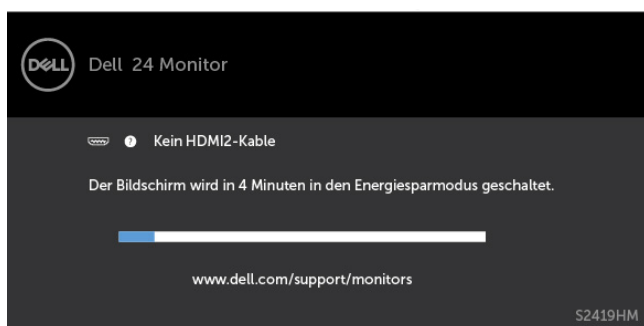 DELL Dell 24 Monitor
? Kein HDMI2-Kable
Der Bildschirm wird in 4 Minuten in den Energiesparmodus geschaltet.
www.dell.com/support/monitors
S2419HM